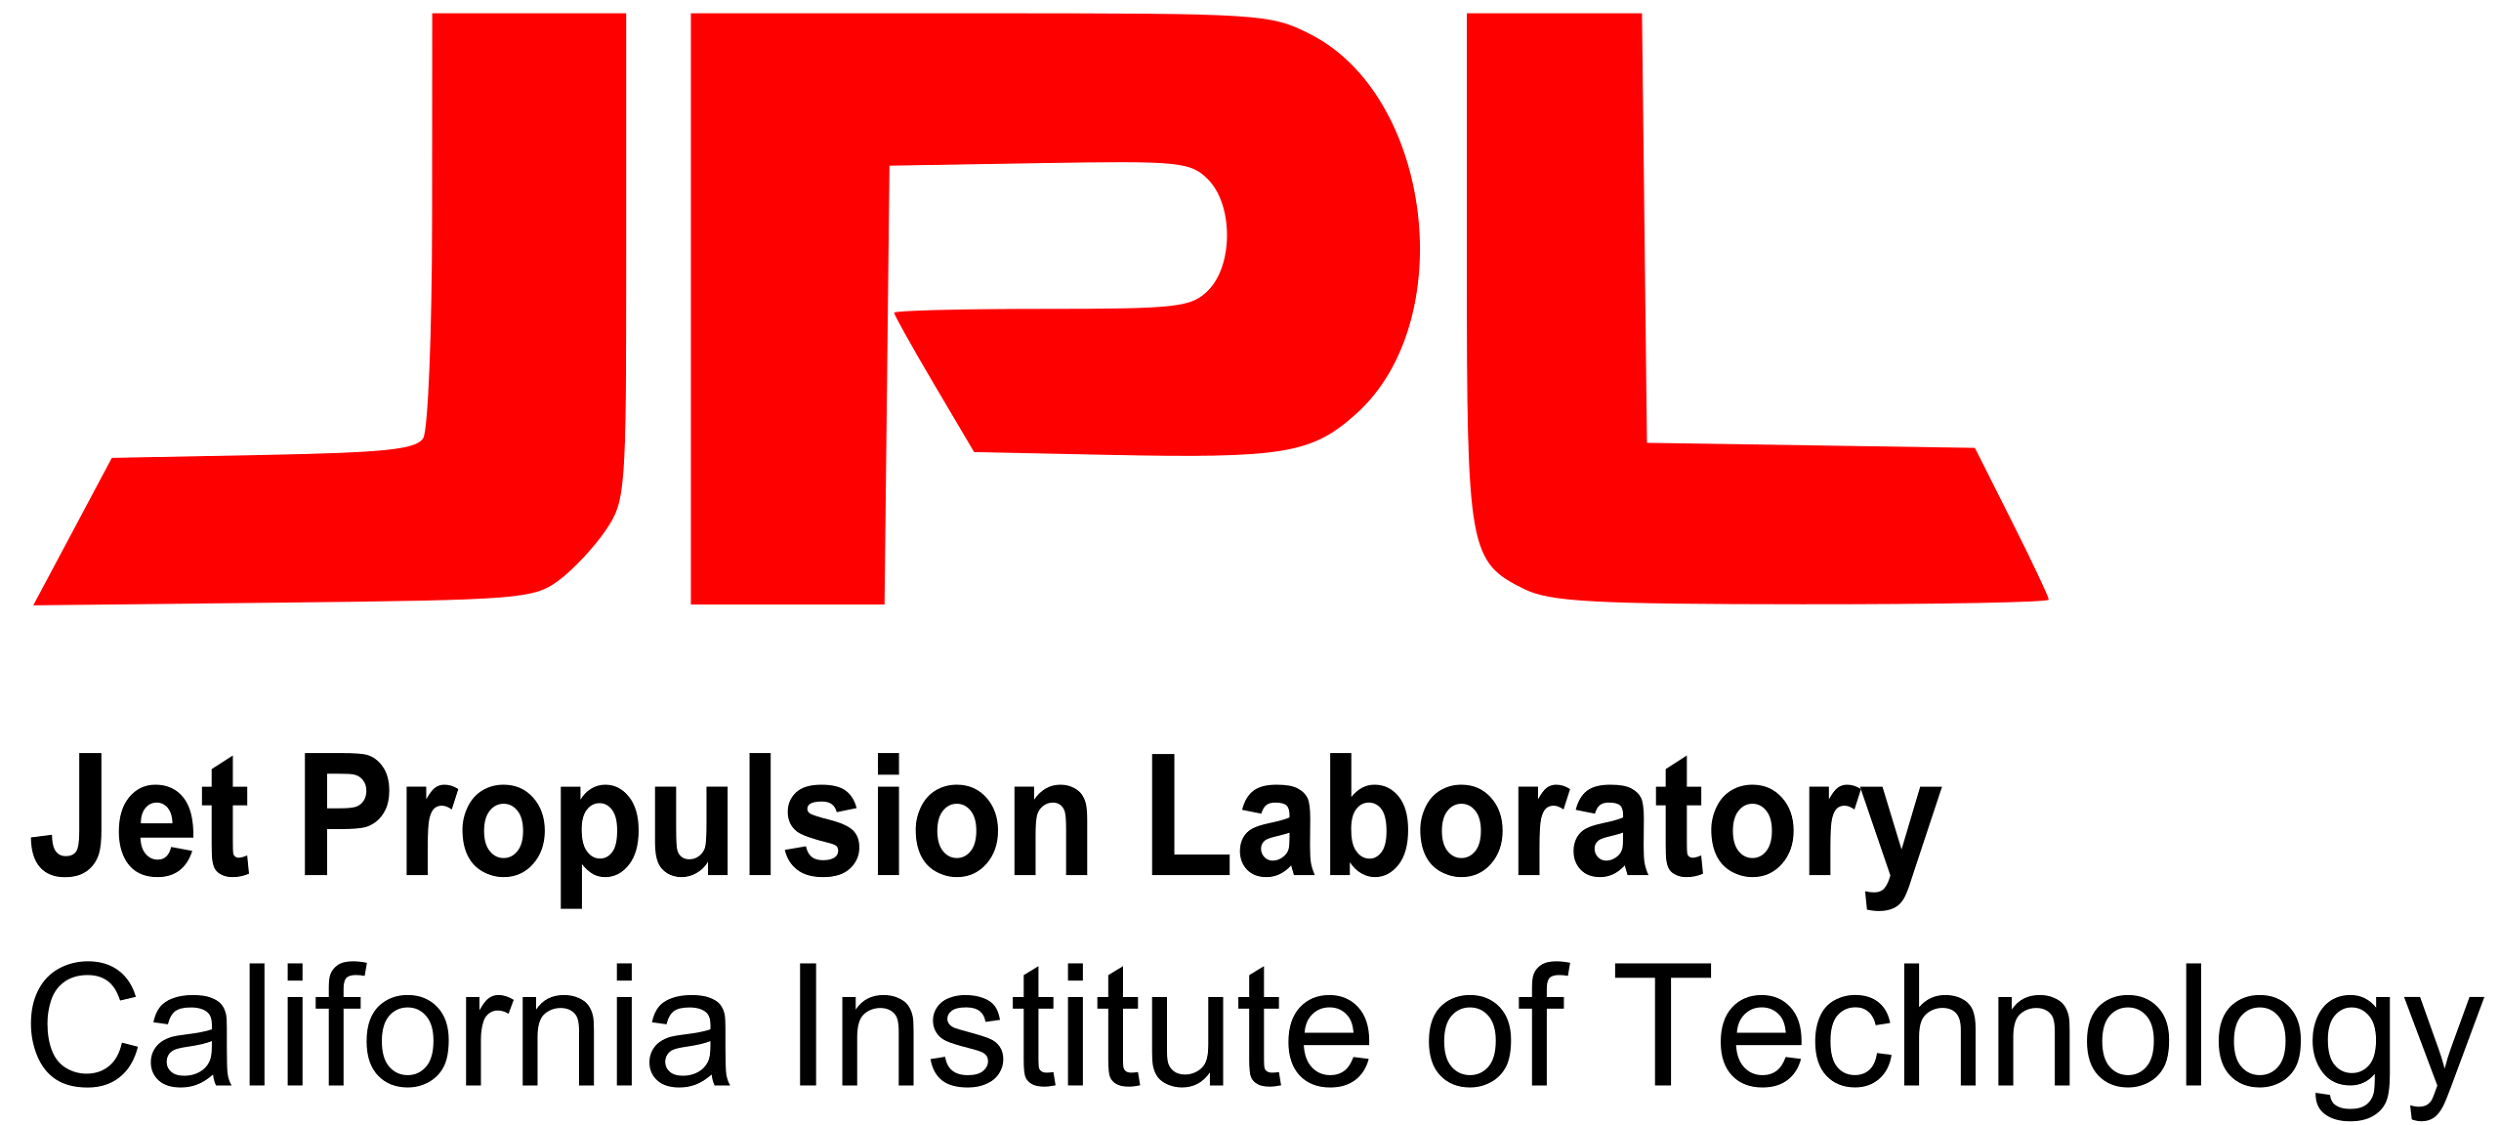 JPL
Jet Propulsion Laboratory
California Institute of Technology